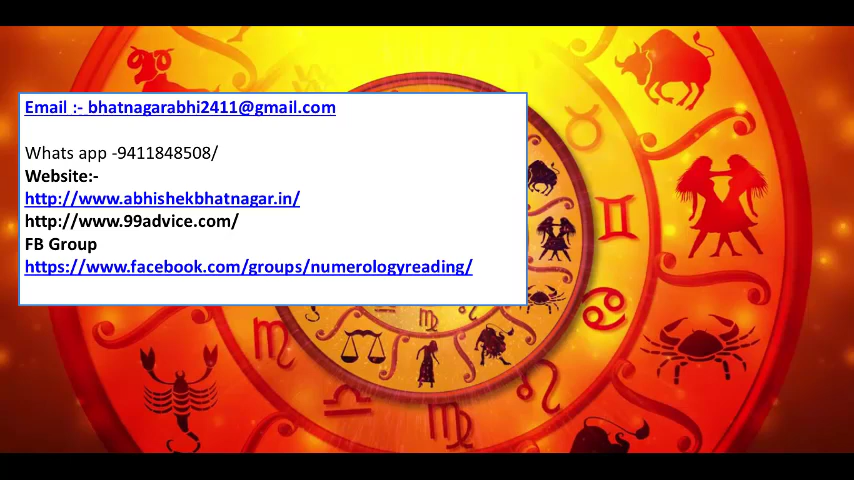 Email :- bhatnagarabhi2411@gmail.com
Whats app -9411848508/
Website:-
http://www.abhishekbhatnagar.in/
http://www.99advice.com/
FB Group
https://www.facebook.com/groups/numerologyreading/